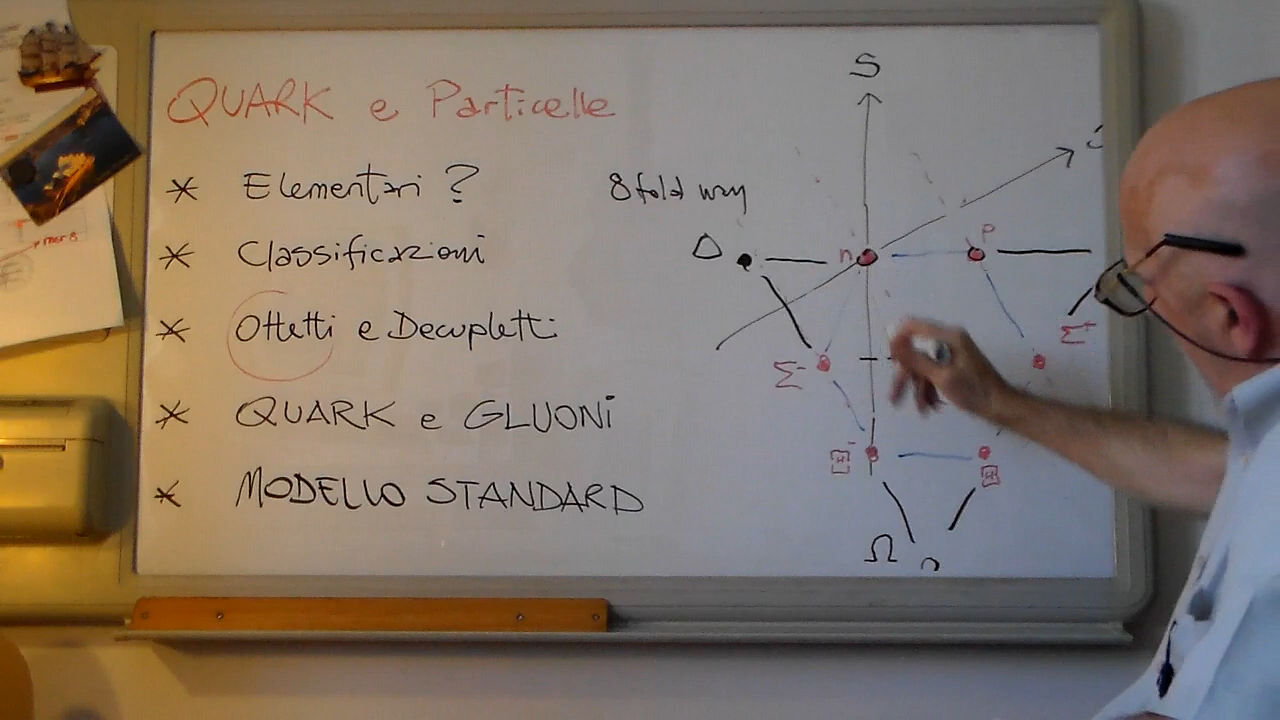 QUARK e Particelle
* Elementari ?
* Classificazioni
* Ottetti e Decupletti
* QUARK e GLUONI
* MODELLO STANDARD
8 fold way
S
Δ
n
P
Σ⁻
Σ⁺
Ξ⁻
Ξ
Ω